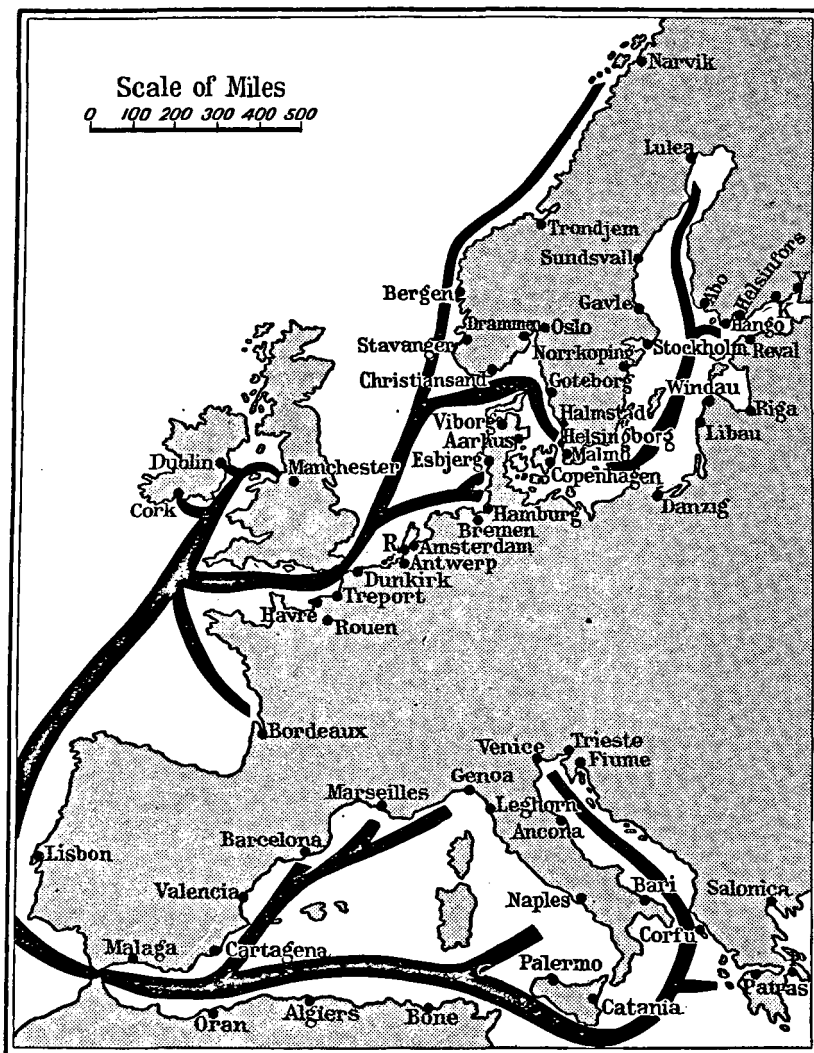 Scale of Miles
0 100 200 300 400 500
Narvik
Lulea
Trondjem
Sundsvall
Abo
Helsinfors
V
K
Bergen
Gavle
Hango
Drammen
Oslo
Stavanger
Norrkoping
Stockholm
Reval
Christiansand
Goteborg
Windau
Viborg
Halmstad
Riga
Aarhus
Helsingborg
Libau
Dublin
Manchester
Esbjerg
Malmo
Copenhagen
Cork
Hamburg
Danzig
Bremen
R
Amsterdam
Antwerp
Dunkirk
Treport
Havre
Rouen
Bordeaux
Venice
Trieste
Fiume
Genoa
Marseilles
Leghorn
Ancona
Lisbon
Barcelona
Valencia
Naples
Bari
Salonica
Malaga
Cartagena
Corfu
Palermo
Patras
P
Catania
Oran
Algiers
Bone